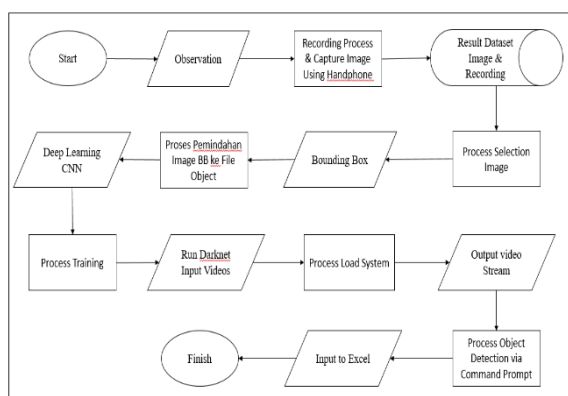 Start
Observation
Recording Process
& Capture Image
Using Handphone
Result Dataset
Image &
Recording
Process Selection
Image
Bounding Box
Proses Pemindahan
Image BB ke File
Object
Deep Learning
CNN
Process Training
Run Darknet
Input Videos
Process Load System
Output video
Stream
Process Object
Detection via
Command Prompt
Input to Excel
Finish